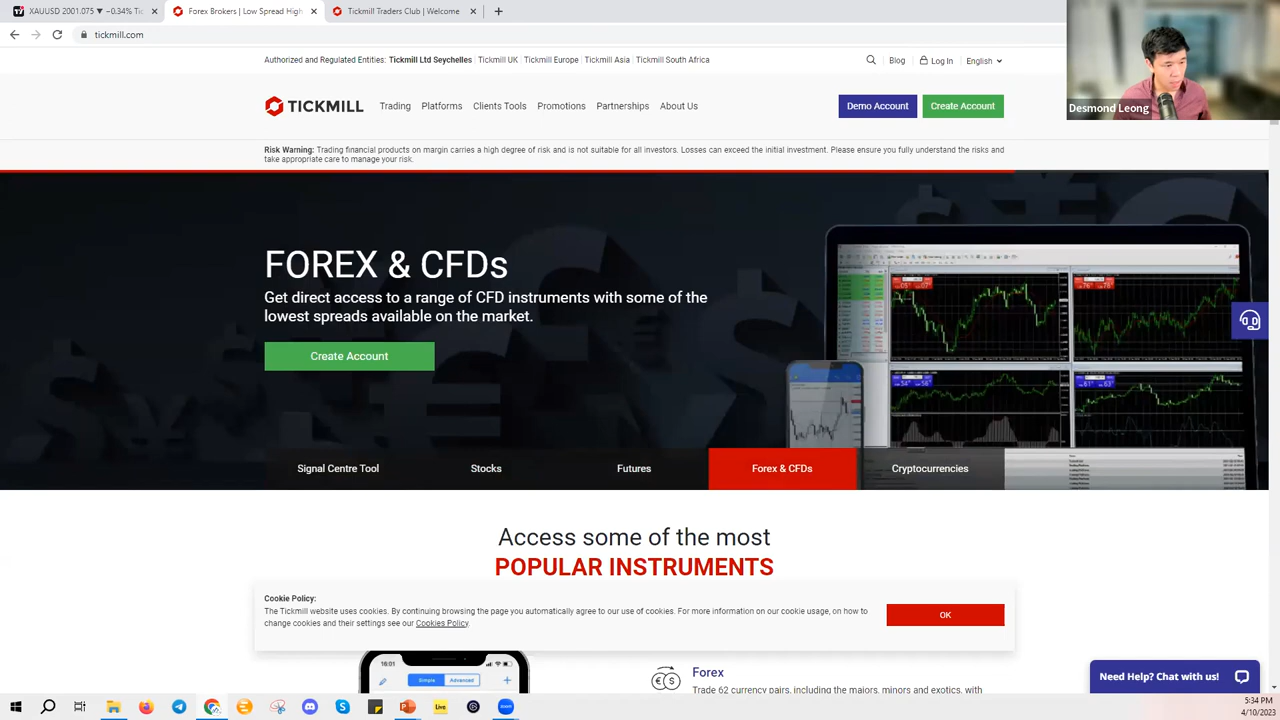 XAUUSD 2001.075 ▼ −0.34% Tic
Forex Brokers | Low Spread High
Tickmill Traders Club | Welcome
tickmill.com
Authorized and Regulated Entities: Tickmill Ltd Seychelles | Tickmill UK | Tickmill Europe | Tickmill Asia | Tickmill South Africa
Blog
Log In
English
TICKMILL
Trading
Platforms
Clients Tools
Promotions
Partnerships
About Us
Demo Account
Create Account
Desmond Leong
Risk Warning: Trading financial products on margin carries a high degree of risk and is not suitable for all investors. Losses can exceed the initial investment. Please ensure you fully understand the risks and
take appropriate care to manage your risk.
FOREX & CFDs
Get direct access to a range of CFD instruments with some of the
lowest spreads available on the market.
Create Account
Signal Centre Tool
Stocks
Futures
Forex & CFDs
Cryptocurrencies
Access some of the most
POPULAR INSTRUMENTS
Cookie Policy:
The Tickmill website uses cookies. By continuing browsing the page you automatically agree to our use of cookies. For more information on our cookie usage, on how to
change cookies and their settings see our Cookies Policy.
OK
16:01
Simple
Advanced
Forex
Trade 62 currency pairs, including the majors, minors and exotics, with
Need Help? Chat with us!
Live
zoom
5:34 PM
4/10/2023